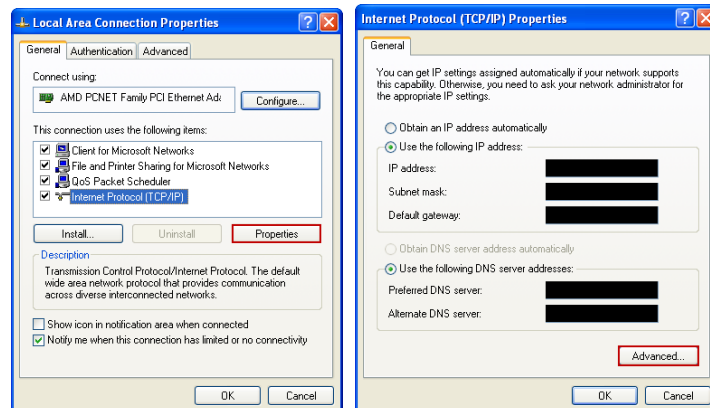 Local Area Connection Properties
General Authentication Advanced
Connect using:
AMD PCNET Family PCI Ethernet Ada
Configure...
This connection uses the following items:
Client for Microsoft Networks
File and Printer Sharing for Microsoft Networks
QoS Packet Scheduler
Internet Protocol (TCP/IP)
Install... Uninstall Properties
Description
Transmission Control Protocol/Internet Protocol. The default
wide area network protocol that provides communication
across diverse interconnected networks.
Show icon in notification area when connected
Notify me when this connection has limited or no connectivity
OK Cancel
Internet Protocol (TCP/IP) Properties
General
You can get IP settings assigned automatically if your network supports
this capability. Otherwise, you need to ask your network administrator for
the appropriate IP settings.
Obtain an IP address automatically
Use the following IP address:
IP address:
Subnet mask:
Default gateway:
Obtain DNS server address automatically
Use the following DNS server addresses:
Preferred DNS server:
Alternate DNS server:
Advanced...
OK Cancel